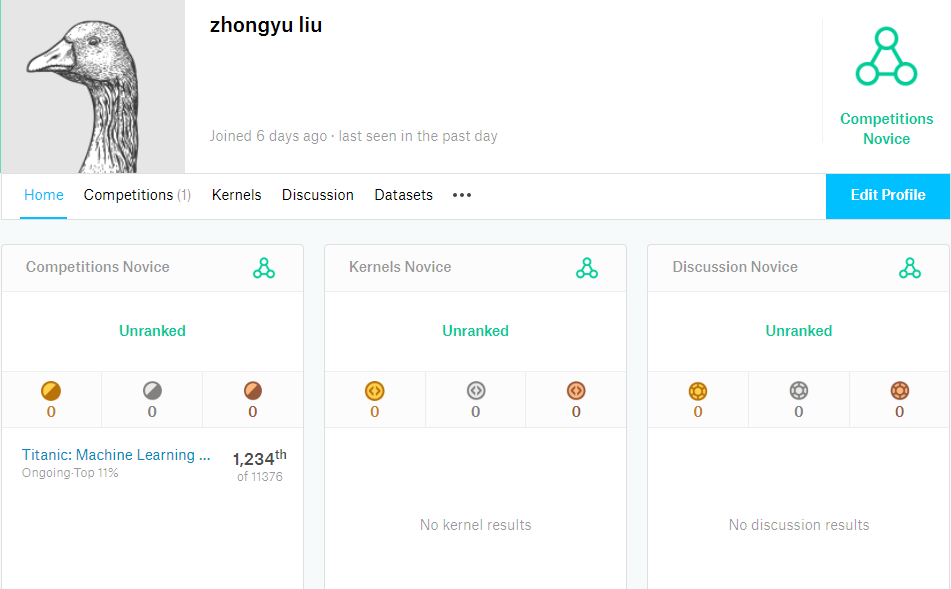 zhongyu liu
Joined 6 days ago · last seen in the past day
Competitions
Novice
Home Competitions (1) Kernels Discussion Datasets •••
Edit Profile
Competitions Novice
Unranked
0 0 0
Titanic: Machine Learning ... 1,234th
Ongoing·Top 11% of 11376
Kernels Novice
Unranked
0 0 0
No kernel results
Discussion Novice
Unranked
0 0 0
No discussion results